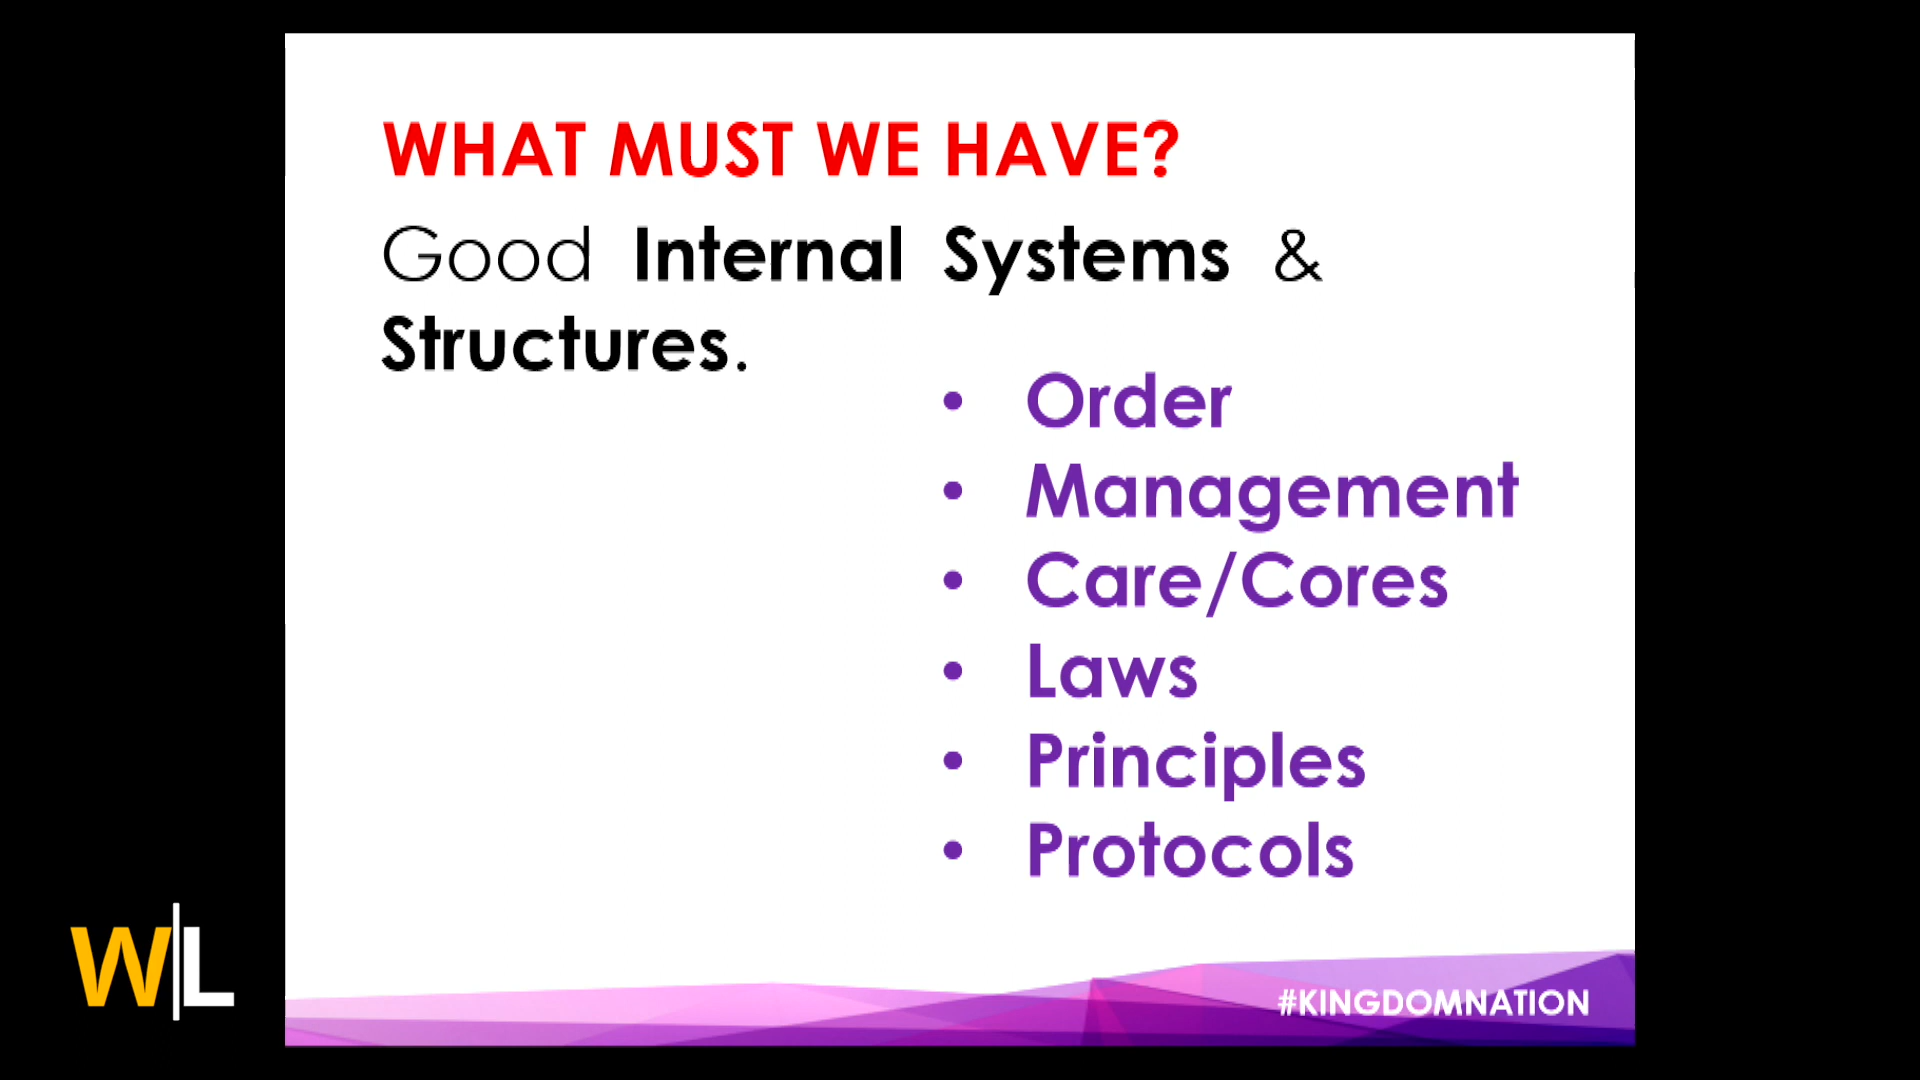 WHAT MUST WE HAVE?
Good Internal Systems &
Structures.
• Order
• Management
• Care/Cores
• Laws
• Principles
• Protocols
W|L
#KINGDOMNATION